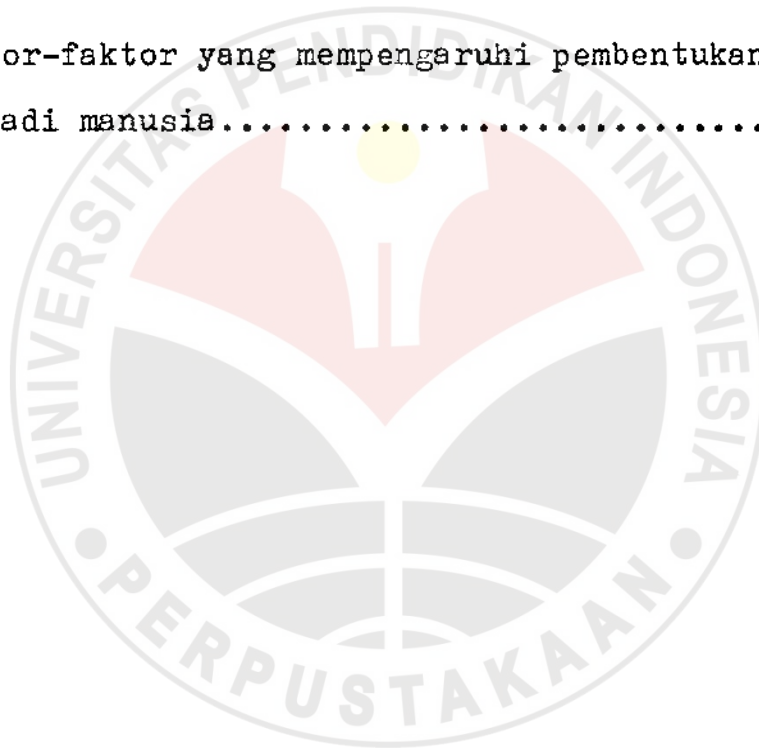 or-faktor yang mempengaruhi pembentukan
adi manusia..............................
UNIVERSITAS PENDIDIKAN INDONESIA
PERPUSTAKAAN